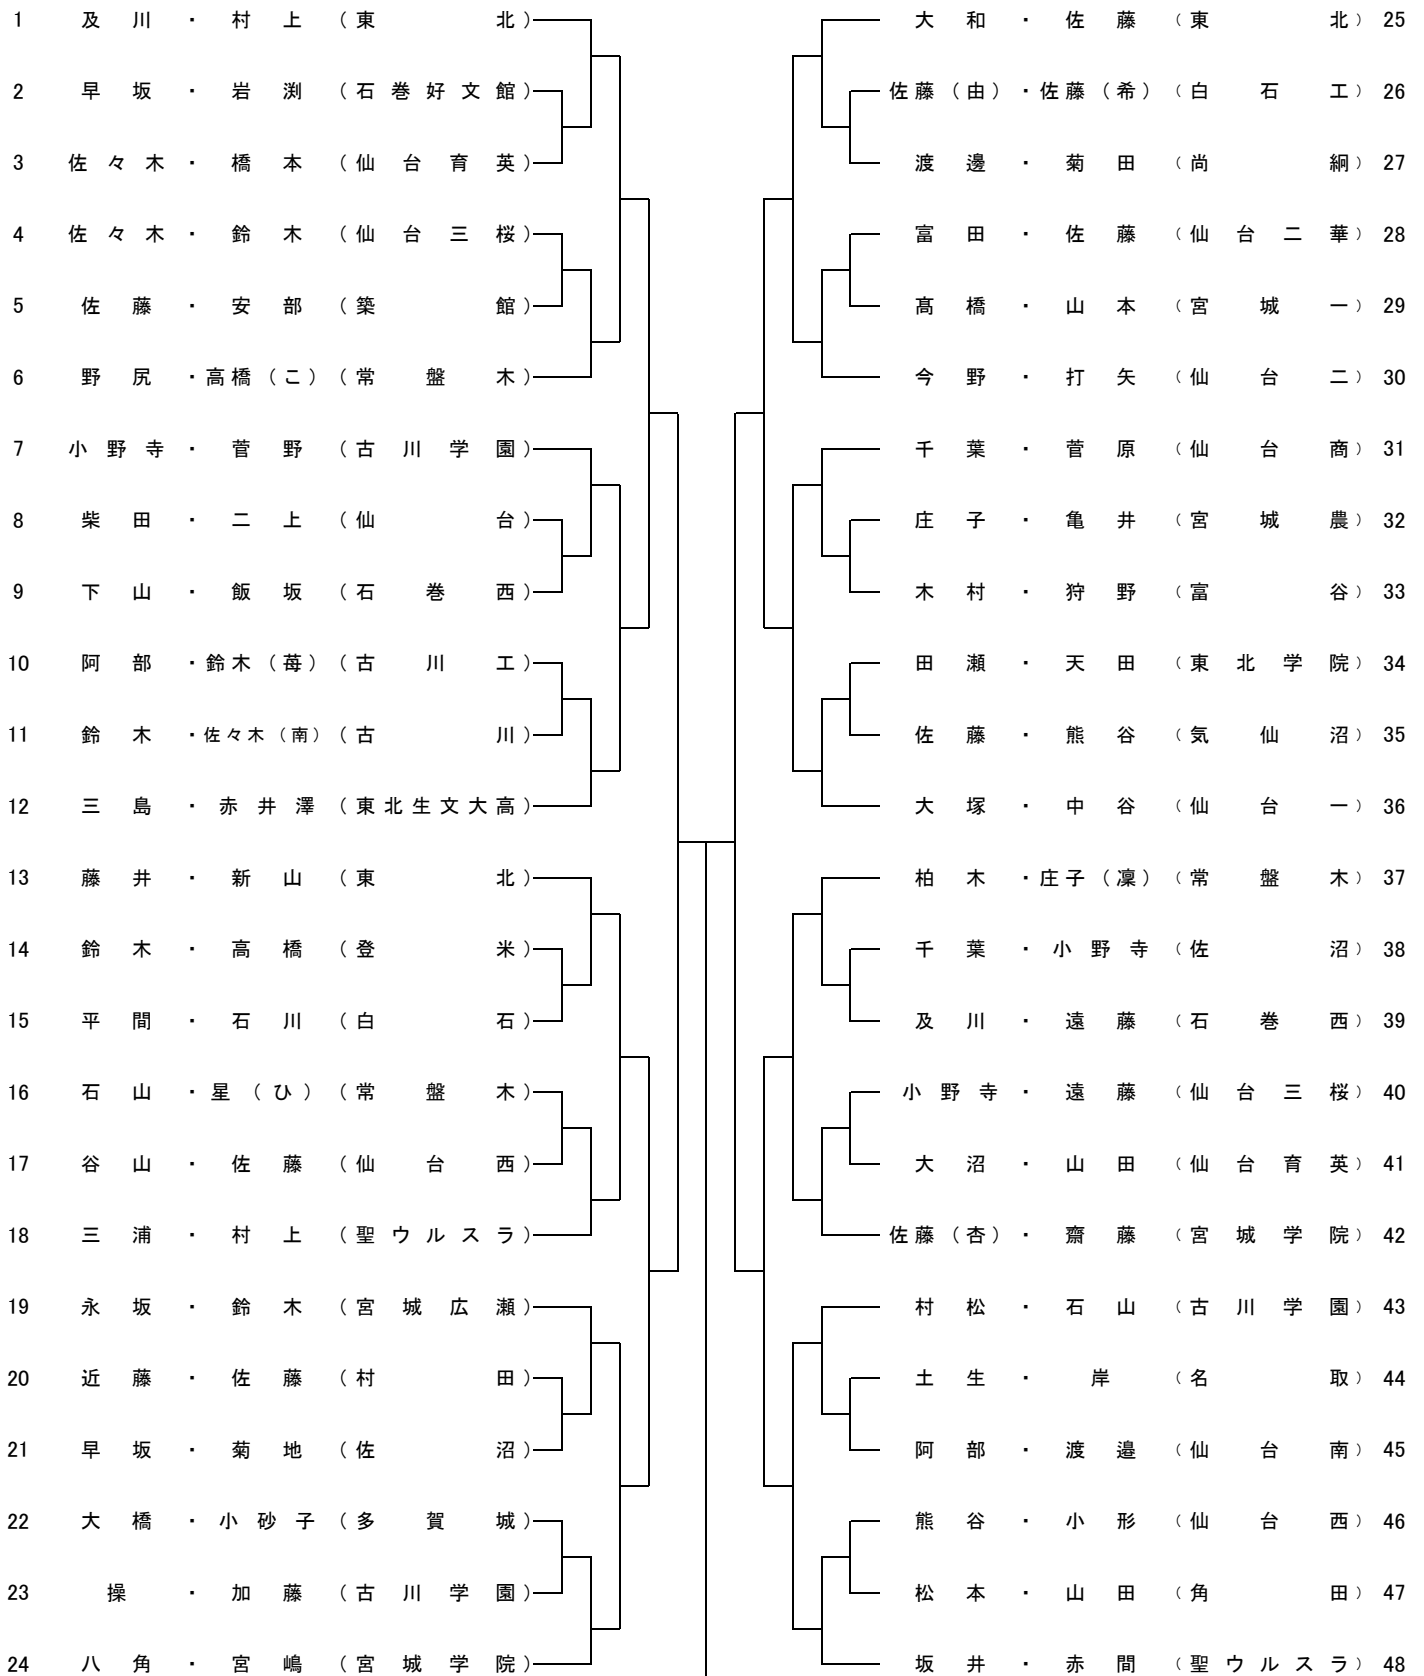 1 及川・村上（東北）
2 早坂・岩渕（石巻好文館）
3 佐々木・橋本（仙台育英）
4 佐々木・鈴木（仙台三桜）
5 佐藤・安部（築館）
6 野尻・高橋（こ）（常盤木）
7 小野寺・菅野（古川学園）
8 柴田・二上（仙台）
9 下山・飯坂（石巻西）
10 阿部・鈴木（苺）（古川工）
11 鈴木・佐々木（南）（古川）
12 三島・赤井澤（東北生文大高）
13 藤井・新山（東北）
14 鈴木・高橋（登米）
15 平間・石川（白石）
16 石山・星（ひ）（常盤木）
17 谷山・佐藤（仙台西）
18 三浦・村上（聖ウルスラ）
19 永坂・鈴木（宮城広瀬）
20 近藤・佐藤（村田）
21 早坂・菊地（佐沼）
22 大橋・小砂子（多賀城）
23 操・加藤（古川学園）
24 八角・宮嶋（宮城学院）
大和・佐藤（東北） 25
佐藤（由）・佐藤（希）（白石工） 26
渡邊・菊田（尚絅） 27
富田・佐藤（仙台二華） 28
髙橋・山本（宮城一） 29
今野・打矢（仙台二） 30
千葉・菅原（仙台商） 31
庄子・亀井（宮城農） 32
木村・狩野（富谷） 33
田瀬・天田（東北学院） 34
佐藤・熊谷（気仙沼） 35
大塚・中谷（仙台一） 36
柏木・庄子（凜）（常盤木） 37
千葉・小野寺（佐沼） 38
及川・遠藤（石巻西） 39
小野寺・遠藤（仙台三桜） 40
大沼・山田（仙台育英） 41
佐藤（杏）・齋藤（宮城学院） 42
村松・石山（古川学園） 43
土生・岸（名取） 44
阿部・渡邉（仙台南） 45
熊谷・小形（仙台西） 46
松本・山田（角田） 47
坂井・赤間（聖ウルスラ） 48